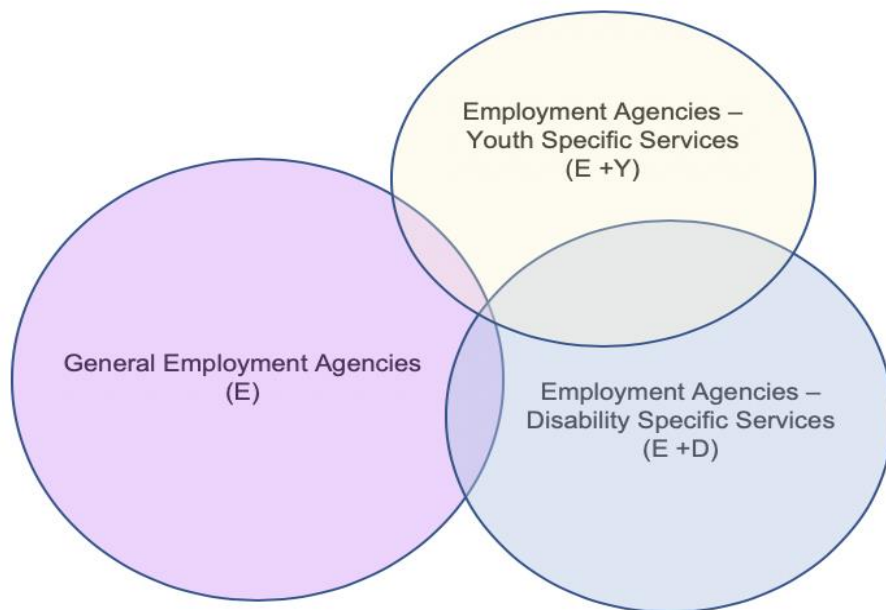 Employment Agencies –
Youth Specific Services
(E +Y)
General Employment Agencies
(E)
Employment Agencies –
Disability Specific Services
(E +D)